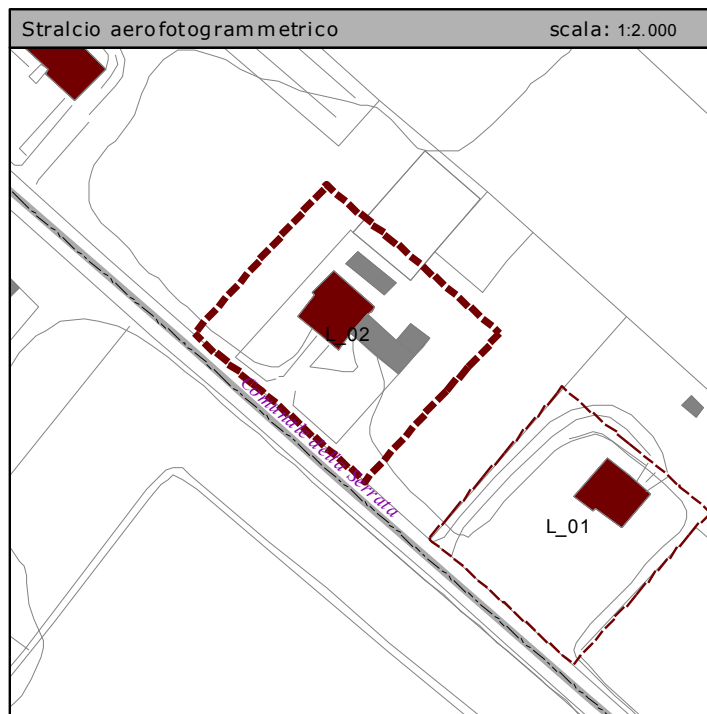 Stralcio aerofotogrammetrico scala: 1:2.000
L_02
Comunale della Serrata
L_01